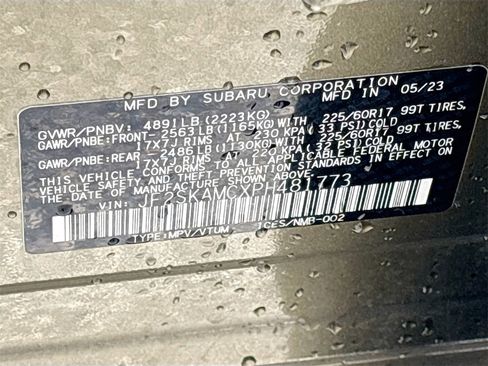 MFD BY SUBARU CORPORATION
MFD IN 05/23
GVWR/PNBV: 4891LB (2223KG)
GAWR/PNBE:FRONT- 2563LB(1165KG)WITH 225/60R17 99T TIRES,
17X7J RIMS AT 230 KPA(33 PSI)COLD
GAWR/PNBE:REAR - 2486LB(1130KG)WITH 225/60R17 99T TIRES,
17X7J RIMS AT 220 KPA(32 PSI)COLD
THIS VEHICLE CONFORMS TO ALL APPLICABLE FEDERAL MOTOR
VEHICLE SAFETY AND THEFT PREVENTION STANDARDS IN EFFECT
ON THE DATE OF MANUFACTURE SHOWN ABOVE.
VIN: JF2SKAMCXPH481773
TYPE:MPV/VTUM ICES/NMB-002